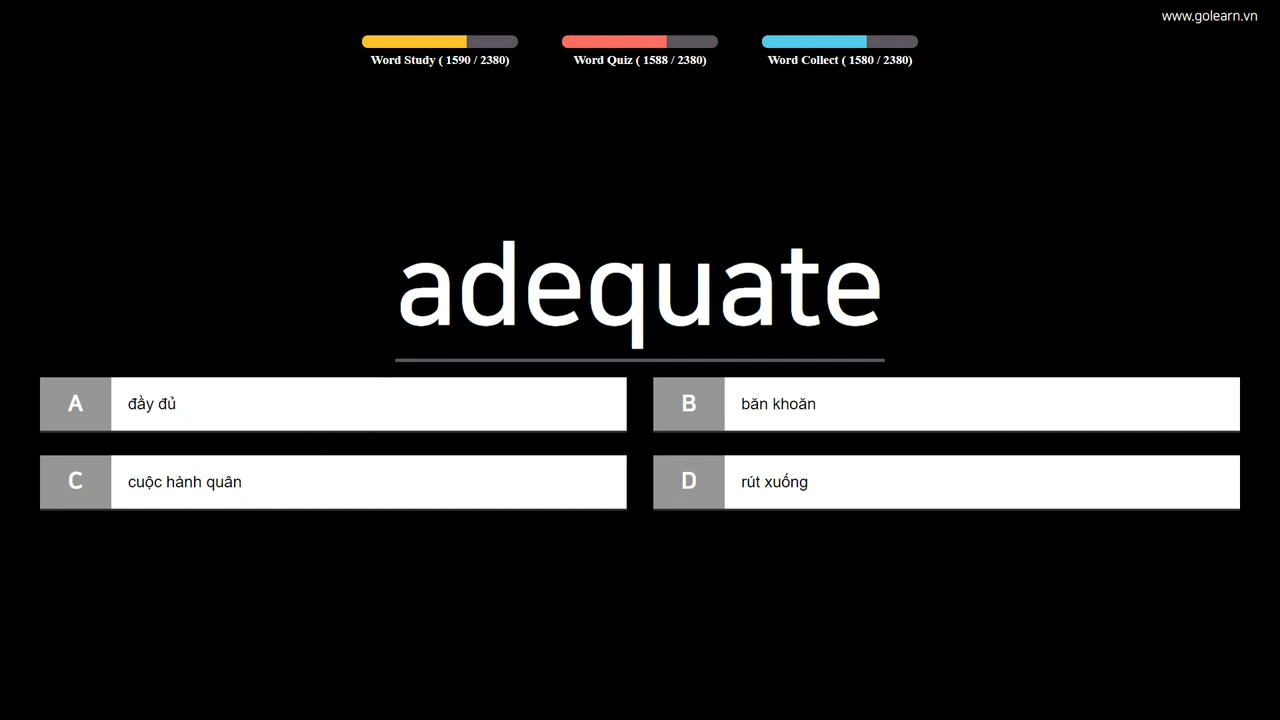 www.golearn.vn
Word Study ( 1590 / 2380)
Word Quiz ( 1588 / 2380)
Word Collect ( 1580 / 2380)
adequate
A đầy đủ
B băn khoăn
C cuộc hành quân
D rút xuống